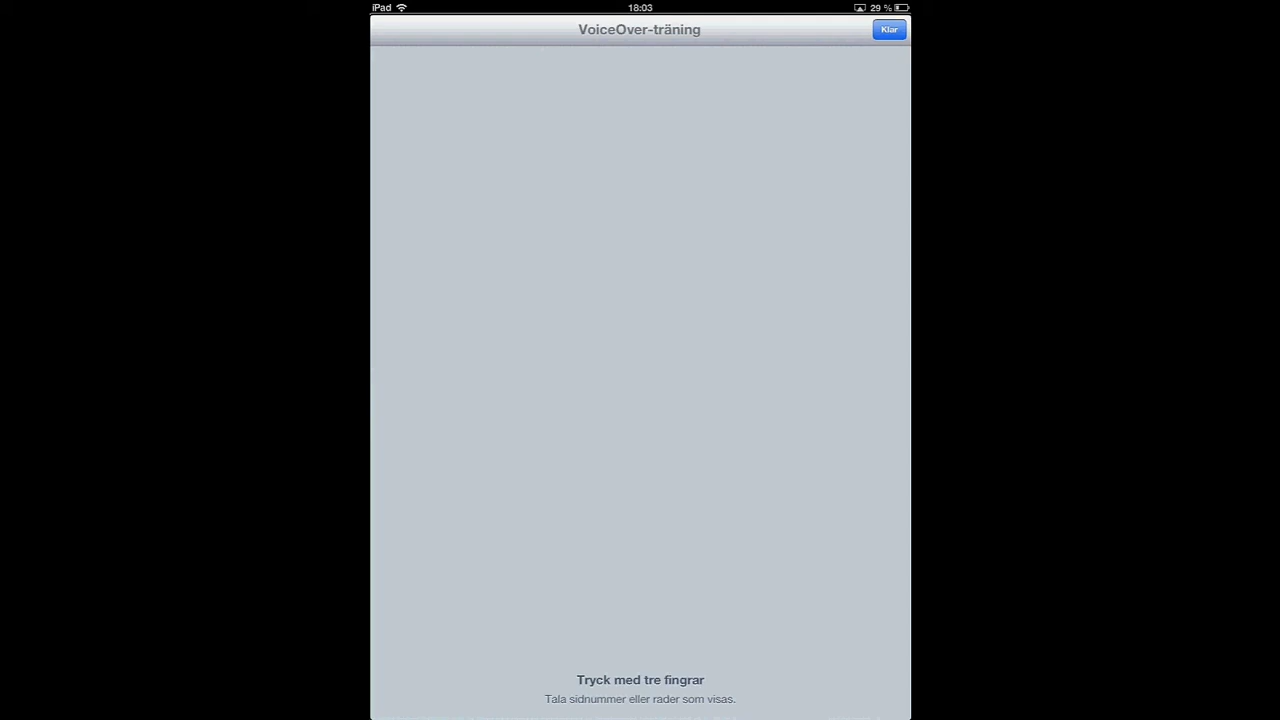 iPad 18:03 29 %
VoiceOver-träning
Klar
Tryck med tre fingrar
Tala sidnummer eller rader som visas.